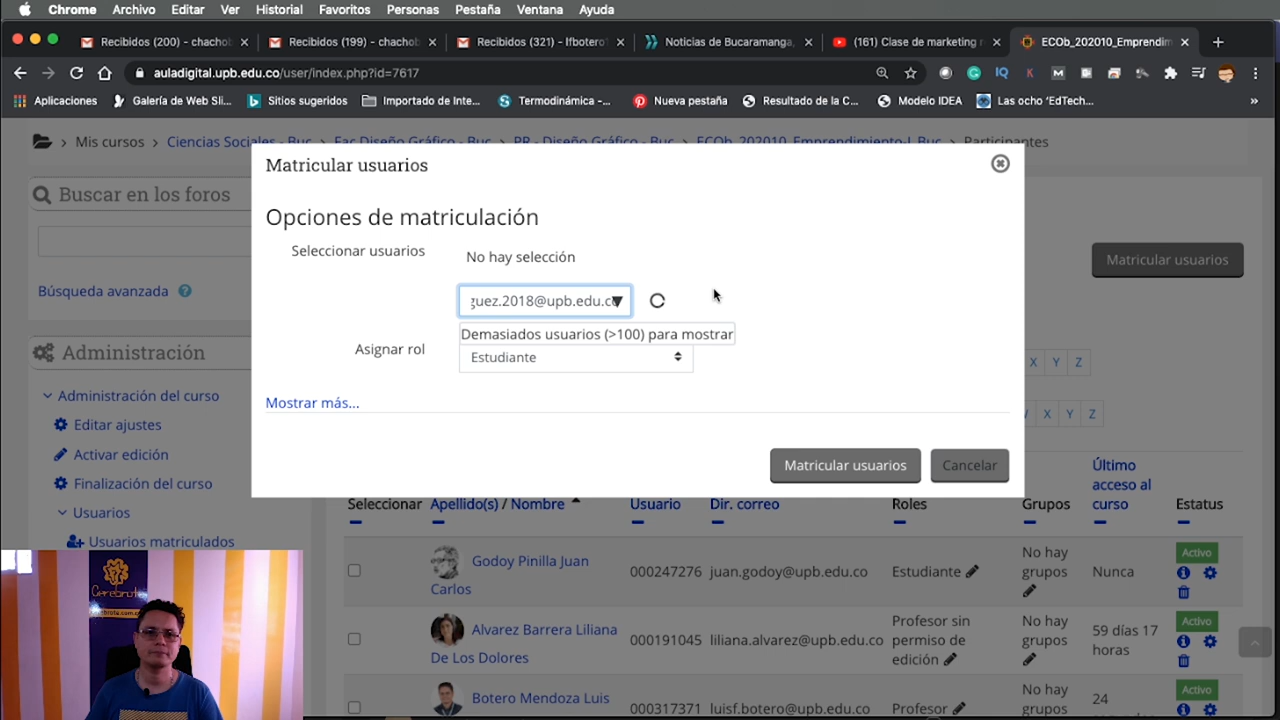 Chrome Archivo Editar Ver Historial Favoritos Personas Pestaña Ventana Ayuda
Recibidos (200) - chachob Recibidos (199) - chachob Recibidos (321) - lfbotero1 Noticias de Bucaramanga, (161) Clase de marketing r ECOb_202010_Emprendim
auladigital.upb.edu.co/user/index.php?id=7617
Aplicaciones Galería de Web Sli... Sitios sugeridos Importado de Inte... Termodinámica -... Nueva pestaña Resultado de la C... Modelo IDEA Las ocho ‘EdTech... »
Mis cursos Ciencias Sociales - Buc Fac Diseño Gráfico - Buc PR - Diseño Gráfico - Buc ECOb_202010_Emprendimiento-I_Buc Participantes
Matricular usuarios
Buscar en los foros
Opciones de matriculación
Seleccionar usuarios No hay selección
Matricular usuarios
Búsqueda avanzada
guez.2018@upb.edu.c
Demasiados usuarios (>100) para mostrar
Administración
Asignar rol Estudiante
X Y Z
Administración del curso
Mostrar más...
X Y Z
Editar ajustes
Activar edición
Matricular usuarios Cancelar
Finalización del curso
Usuarios
Usuarios matriculados
Seleccionar Apellido(s) / Nombre Usuario Dir. correo Roles Grupos Último acceso al curso Estatus
Godoy Pinilla Juan Carlos 000247276 juan.godoy@upb.edu.co Estudiante No hay grupos Nunca Activo
Alvarez Barrera Liliana De Los Dolores 000191045 liliana.alvarez@upb.edu.co Profesor sin permiso de edición No hay grupos 59 días 17 horas Activo
Botero Mendoza Luis 000317371 luisf.botero@upb.edu.co Profesor No hay grupos 24 Activo
Cerebrote